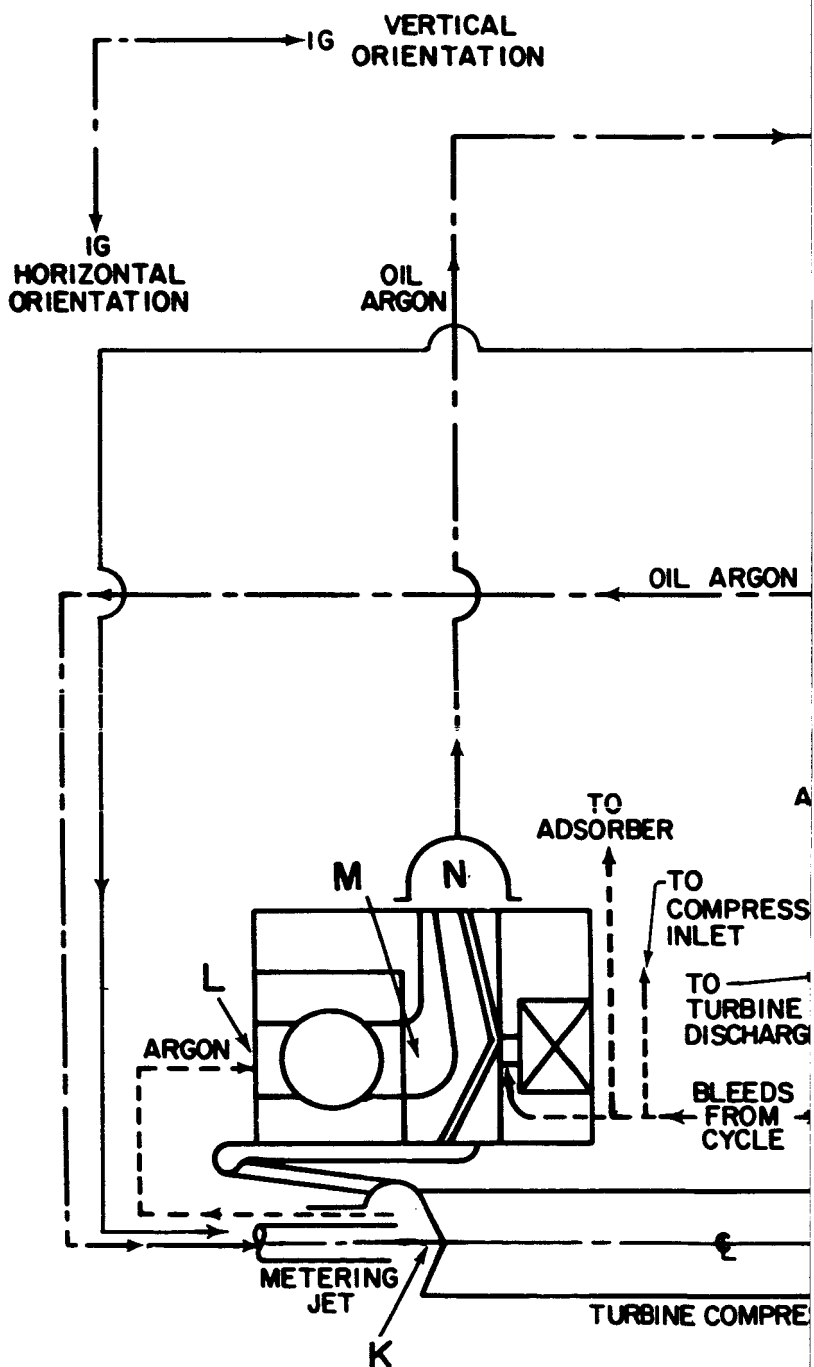 IG
VERTICAL
ORIENTATION
IG
HORIZONTAL
ORIENTATION
OIL
ARGON
OIL ARGON
TO
ADSORBER
A
M
N
TO
COMPRESS
INLET
L
TO
TURBINE
DISCHARG
ARGON
BLEEDS
FROM
CYCLE
℄
METERING
JET
TURBINE COMPRES
K